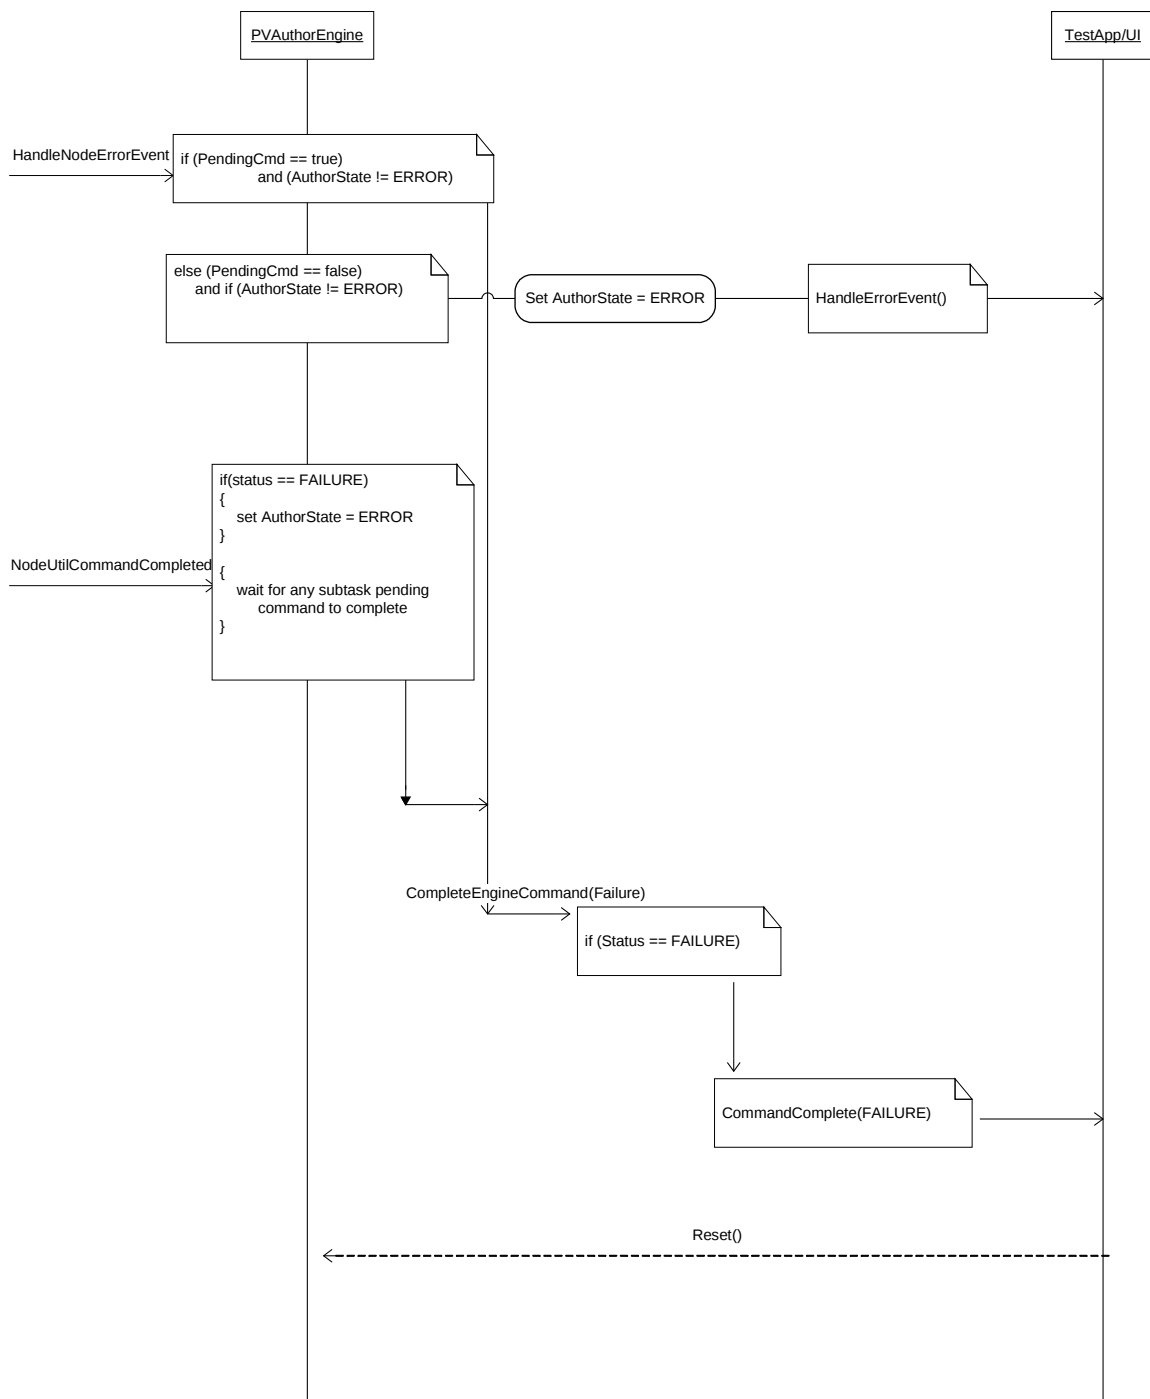 PVAuthorEngine
TestApp/UI
HandleNodeErrorEvent
if (PendingCmd == true)
and (AuthorState != ERROR)
else (PendingCmd == false)
and if (AuthorState != ERROR)
Set AuthorState = ERROR
HandleErrorEvent()
if(status == FAILURE)
{
set AuthorState = ERROR
}
NodeUtilCommandCompleted
{
wait for any subtask pending
command to complete
}
CompleteEngineCommand(Failure)
if (Status == FAILURE)
CommandComplete(FAILURE)
Reset()